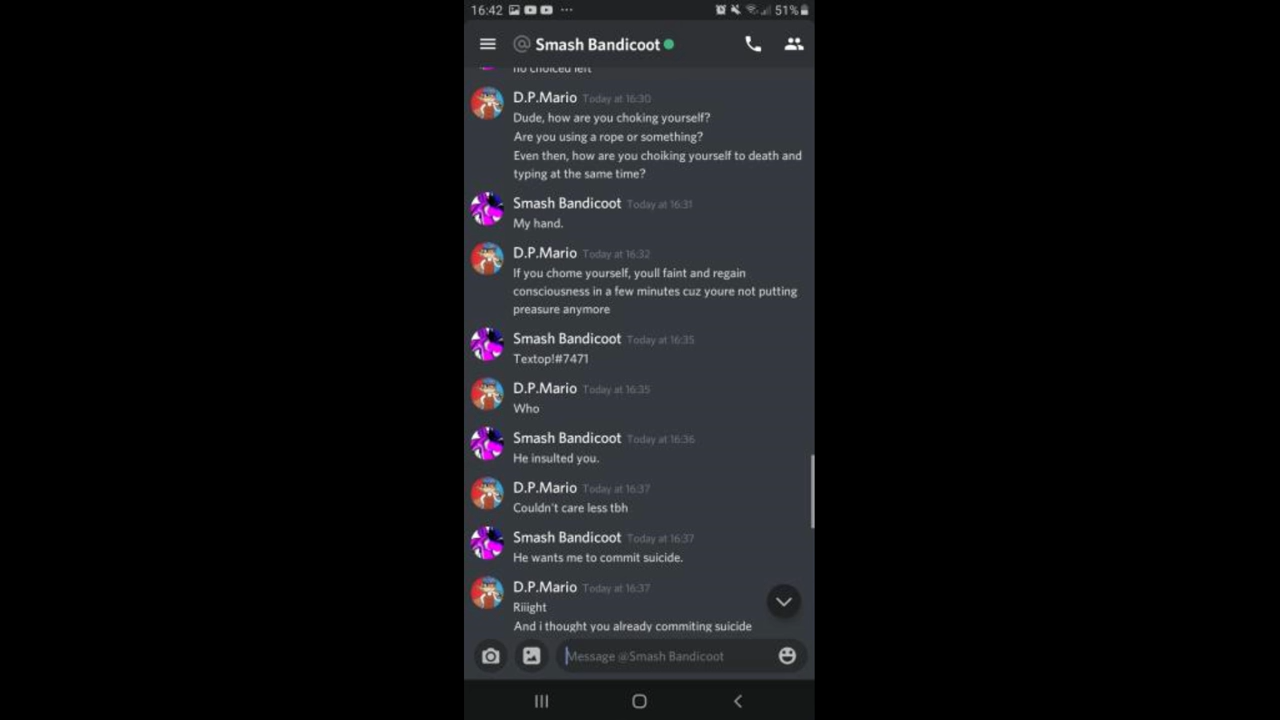 16:42
51%
@ Smash Bandicoot
no choiced left
D.P.Mario Today at 16:30
Dude, how are you choking yourself?
Are you using a rope or something?
Even then, how are you choiking yourself to death and
typing at the same time?
Smash Bandicoot Today at 16:31
My hand.
D.P.Mario Today at 16:32
If you chome yourself, youll faint and regain
consciousness in a few minutes cuz youre not putting
preasure anymore
Smash Bandicoot Today at 16:35
Textop!#7471
D.P.Mario Today at 16:35
Who
Smash Bandicoot Today at 16:36
He insulted you.
D.P.Mario Today at 16:37
Couldn't care less tbh
Smash Bandicoot Today at 16:37
He wants me to commit suicide.
D.P.Mario Today at 16:37
Riiight
And i thought you already commiting suicide
Message @Smash Bandicoot